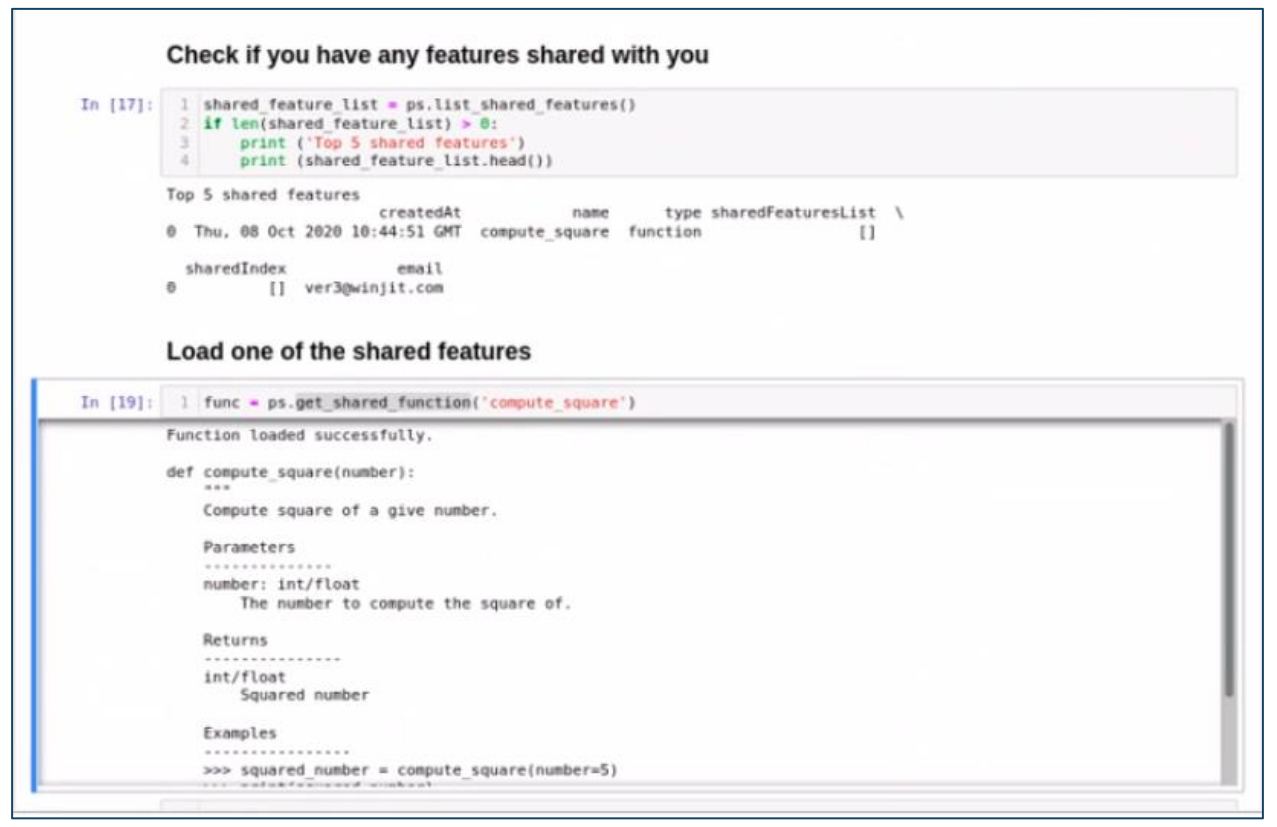 Check if you have any features shared with you
In [17]: 1 shared_feature_list = ps.list_shared_features()
2 if len(shared_feature_list) > 0:
3     print ('Top 5 shared features')
4     print (shared_feature_list.head())
Top 5 shared features
                       createdAt            name      type sharedFeaturesList  \
0  Thu, 08 Oct 2020 10:44:51 GMT  compute_square  function                 []
  sharedIndex            email
0          []  ver3@winjit.com
Load one of the shared features
In [19]: 1 func = ps.get_shared_function('compute_square')
Function loaded successfully.
def compute_square(number):
    """
    Compute square of a give number.
    Parameters
    --------------
    number: int/float
        The number to compute the square of.
    Returns
    ---------------
    int/float
        Squared number
    Examples
    ----------------
    >>> squared_number = compute_square(number=5)
1